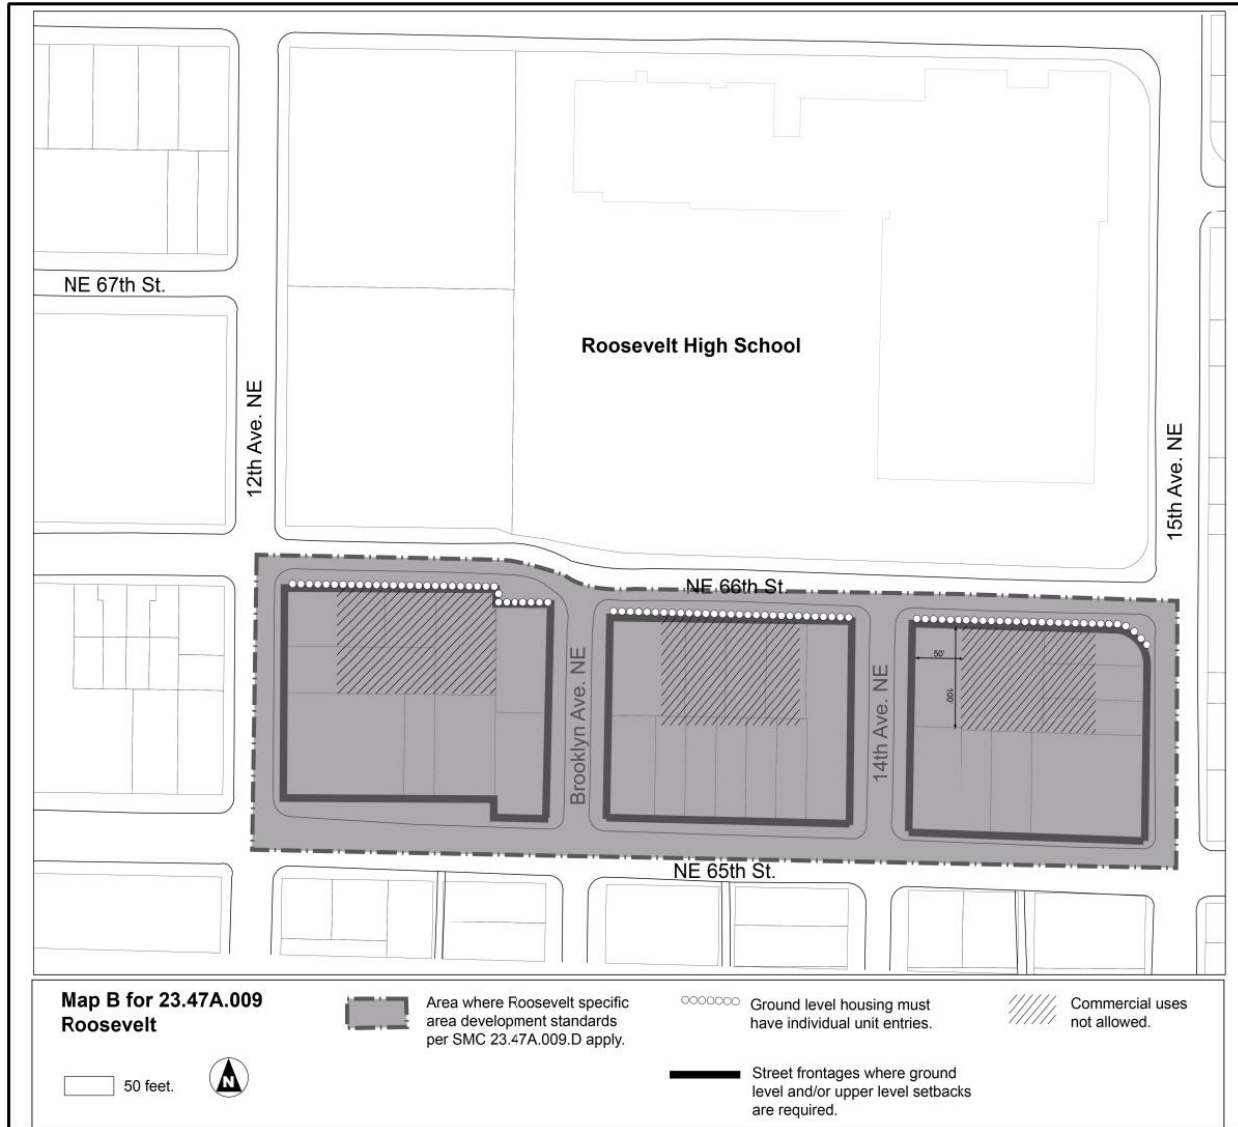 NE 67th St.
Roosevelt High School
12th Ave. NE
15th Ave. NE
NE 66th St.
50'
100'
Brooklyn Ave. NE
14th Ave. NE
NE 65th St.
Map B for 23.47A.009
Roosevelt
50 feet.
N
Area where Roosevelt specific
area development standards
per SMC 23.47A.009.D apply.
Ground level housing must
have individual unit entries.
Street frontages where ground
level and/or upper level setbacks
are required.
Commercial uses
not allowed.